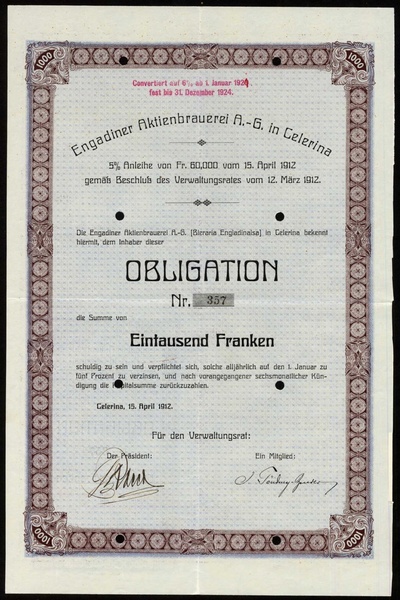 1000
1000
Convertiert auf 6%, ab 1. Januar 1921.
fest bis 31. Dezember 1924.
Engadiner Aktienbrauerei A.-G. in Celerina
5% Anleihe von Fr. 60,000 vom 15. April 1912
gemäß Beschluß des Verwaltungsrates vom 12. März 1912.
Die Engadiner Aktienbrauerei A.-G. (Bieraria Engiadinaisa) in Celerina bekennt
hiermit, dem Inhaber dieser
OBLIGATION
Nr. 357
die Summe von
Eintausend Franken
schuldig zu sein und verpflichtet sich, solche alljährlich auf den 1. Januar zu
fünf Prozent zu verzinsen, und nach vorangegangener sechsmonatlicher Kün-
digung die Kapitalsumme zurückzuzahlen.
Celerina, 15. April 1912.
Für den Verwaltungsrat:
Der Präsident:
Ein Mitglied:
1000
1000